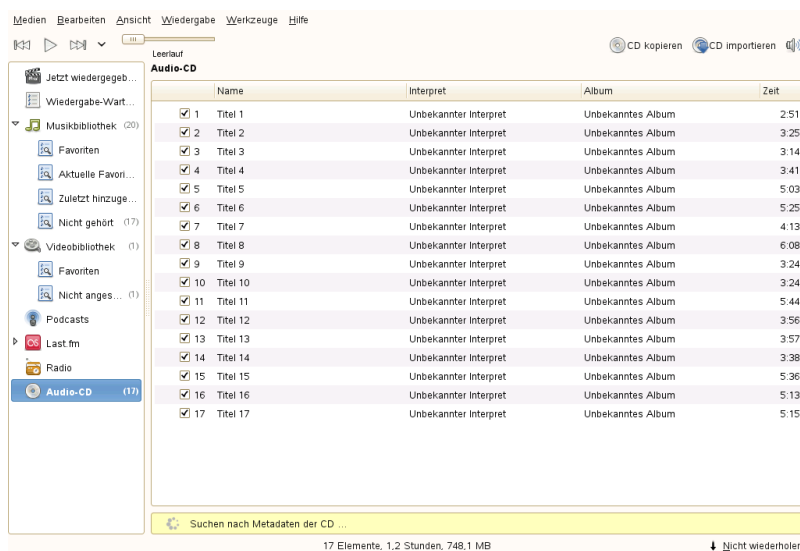 Medien Bearbeiten Ansicht Wiedergabe Werkzeuge Hilfe
Leerlauf
CD kopieren CD importieren
Audio-CD
Jetzt wiedergegeb...
Wiedergabe-Wart...
Musikbibliothek (20)
Favoriten
Aktuelle Favori...
Zuletzt hinzuge...
Nicht gehört (17)
Videobibliothek (1)
Favoriten
Nicht anges... (1)
Podcasts
Last.fm
Radio
Audio-CD (17)
Name Interpret Album Zeit
1 Titel 1 Unbekannter Interpret Unbekanntes Album 2:51
2 Titel 2 Unbekannter Interpret Unbekanntes Album 3:25
3 Titel 3 Unbekannter Interpret Unbekanntes Album 3:14
4 Titel 4 Unbekannter Interpret Unbekanntes Album 3:41
5 Titel 5 Unbekannter Interpret Unbekanntes Album 5:03
6 Titel 6 Unbekannter Interpret Unbekanntes Album 5:25
7 Titel 7 Unbekannter Interpret Unbekanntes Album 4:13
8 Titel 8 Unbekannter Interpret Unbekanntes Album 6:08
9 Titel 9 Unbekannter Interpret Unbekanntes Album 3:24
10 Titel 10 Unbekannter Interpret Unbekanntes Album 3:24
11 Titel 11 Unbekannter Interpret Unbekanntes Album 5:44
12 Titel 12 Unbekannter Interpret Unbekanntes Album 3:56
13 Titel 13 Unbekannter Interpret Unbekanntes Album 3:57
14 Titel 14 Unbekannter Interpret Unbekanntes Album 3:38
15 Titel 15 Unbekannter Interpret Unbekanntes Album 5:36
16 Titel 16 Unbekannter Interpret Unbekanntes Album 5:13
17 Titel 17 Unbekannter Interpret Unbekanntes Album 5:15
Suchen nach Metadaten der CD ...
17 Elemente, 1,2 Stunden, 748,1 MB
Nicht wiederholen